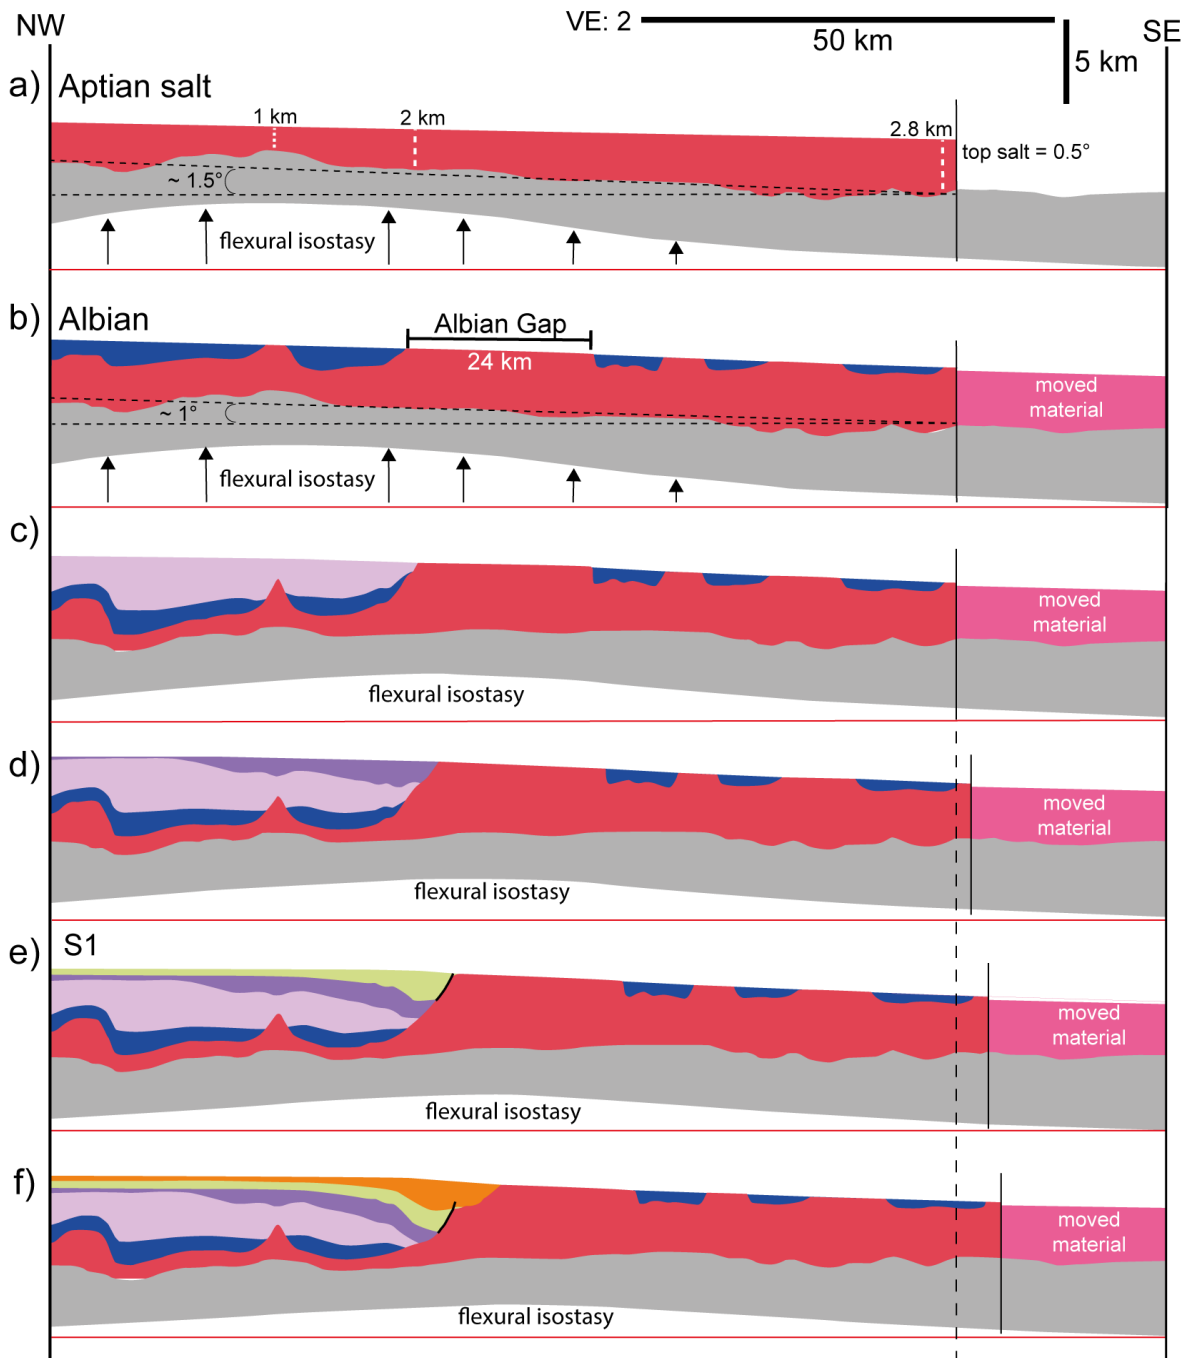 NW
VE: 2
50 km
SE
5 km
a) Aptian salt
1 km
2 km
2.8 km
top salt = 0.5°
~ 1.5°
flexural isostasy
b) Albian
Albian Gap
24 km
moved
material
~ 1°
flexural isostasy
c)
moved
material
flexural isostasy
d)
moved
material
flexural isostasy
e) S1
moved
material
flexural isostasy
f)
moved
material
flexural isostasy